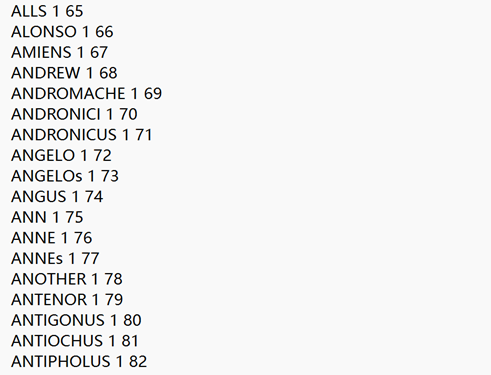 ALLS 1 65
ALONSO 1 66
AMIENS 1 67
ANDREW 1 68
ANDROMACHE 1 69
ANDRONICI 1 70
ANDRONICUS 1 71
ANGELO 1 72
ANGELOs 1 73
ANGUS 1 74
ANN 1 75
ANNE 1 76
ANNEs 1 77
ANOTHER 1 78
ANTENOR 1 79
ANTIGONUS 1 80
ANTIOCHUS 1 81
ANTIPHOLUS 1 82